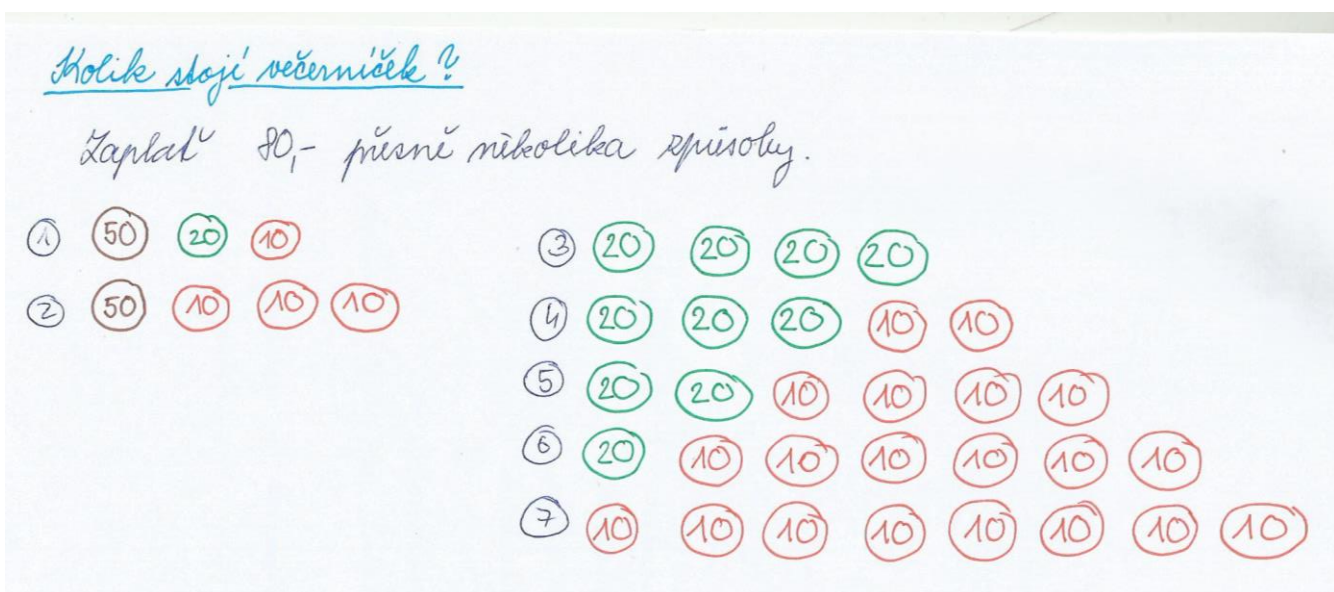 Kolik stojí večerníček?
Zaplať 80,- přesně několika způsoby.
① 50 20 10
② 50 10 10 10
③ 20 20 20 20
④ 20 20 20 10 10
⑤ 20 20 10 10 10 10
⑥ 20 10 10 10 10 10 10
⑦ 10 10 10 10 10 10 10 10